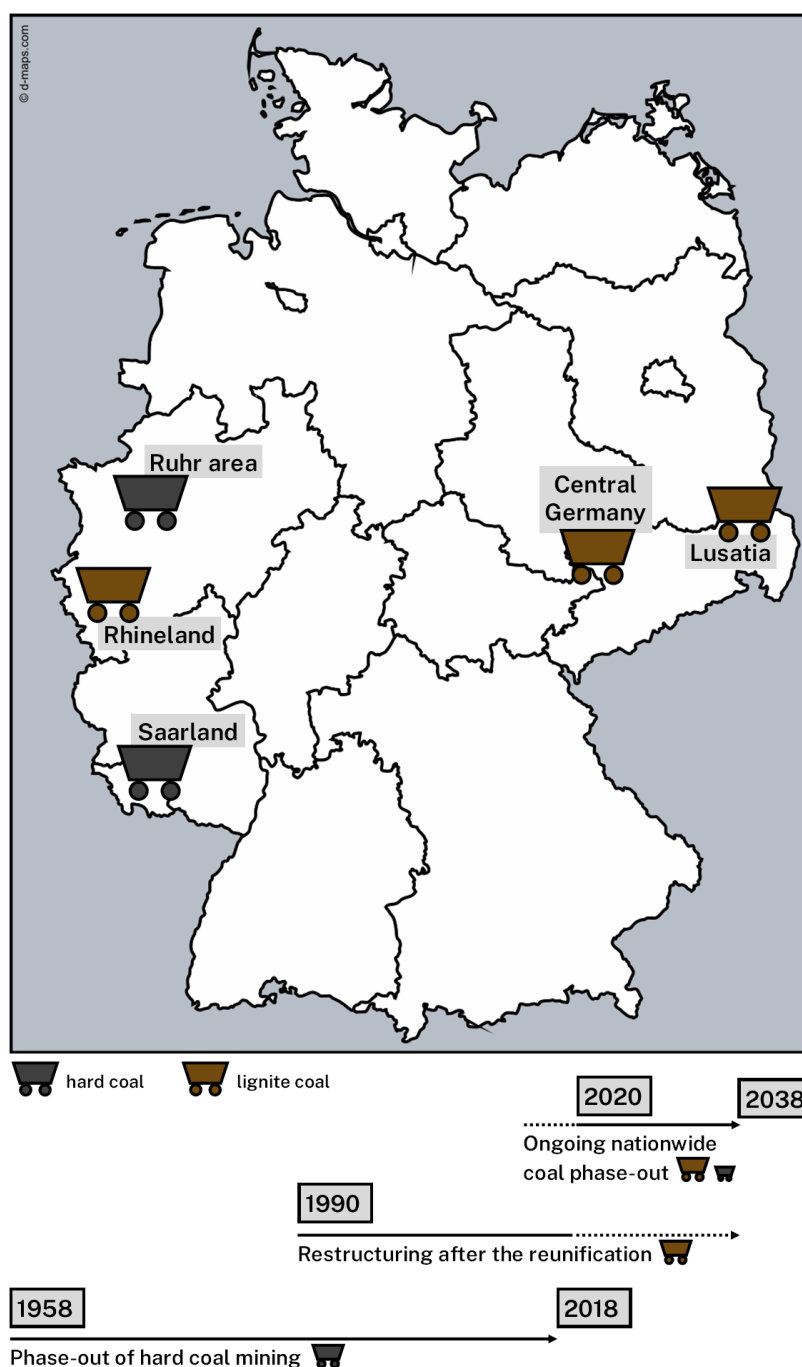 © d-maps.com
Ruhr area
Central
Germany
Lusatia
Rhineland
Saarland
hard coal
lignite coal
2020
2038
Ongoing nationwide
coal phase-out
1990
Restructuring after the reunification
1958
2018
Phase-out of hard coal mining